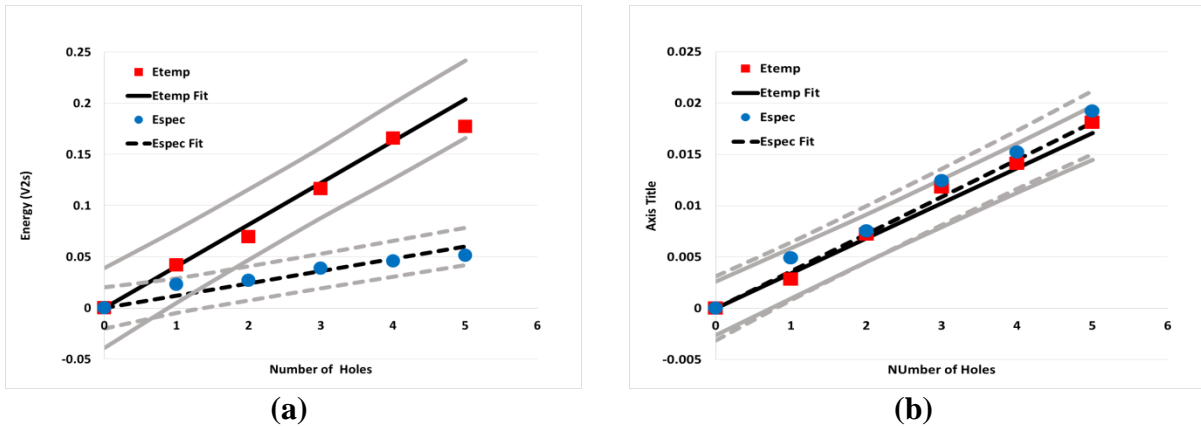 0.25
0.2
0.15
0.1
0.05
0
-0.05
0 1 2 3 4 5 6
Energy (V2s)
Number of Holes
Etemp
Etemp Fit
Espec
Espec Fit
(a)
0.025
0.02
0.015
0.01
0.005
0
-0.005
0 1 2 3 4 5 6
Axis Title
NUmber of Holes
Etemp
Etemp Fit
Espec
Espec Fit
(b)